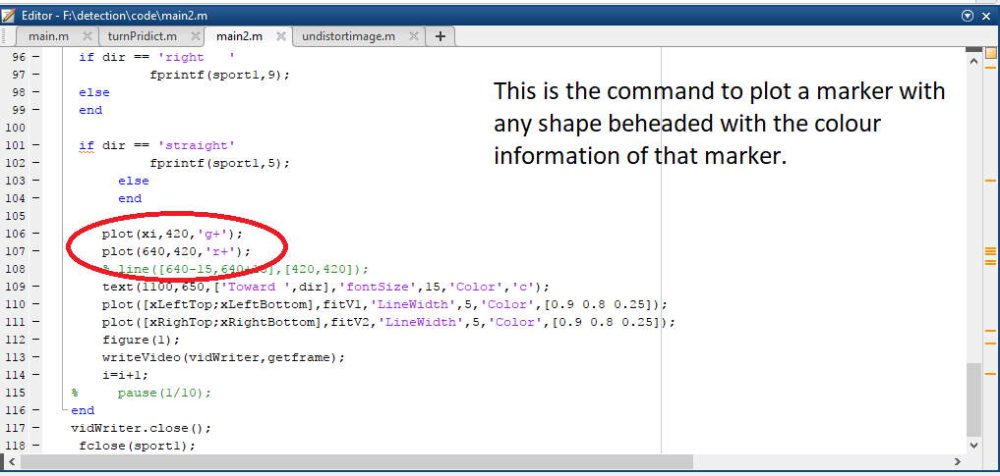 Editor - F:\detection\code\main2.m
main.m × turnPridict.m × main2.m × undistortimage.m × +
96 – if dir == 'right   '
97 – fprintf(sport1,9);
98 – else
99 – end
100
101 – if dir == 'straight'
102 – fprintf(sport1,5);
103 – else
104 – end
105
106 – plot(xi,420,'g+');
107 – plot(640,420,'r+');
108 % line([640-15,640+15],[420,420]);
109 – text(1100,650,['Toward ',dir],'fontSize',15,'Color','c');
110 – plot([xLeftTop;xLeftBottom],fitV1,'LineWidth',5,'Color',[0.9 0.8 0.25]);
111 – plot([xRighTop;xRightBottom],fitV2,'LineWidth',5,'Color',[0.9 0.8 0.25]);
112 – figure(1);
113 – writeVideo(vidWriter,getframe);
114 – i=i+1;
115 % pause(1/10);
116 – end
117 – vidWriter.close();
118 – fclose(sport1);
This is the command to plot a marker with
any shape beheaded with the colour
information of that marker.